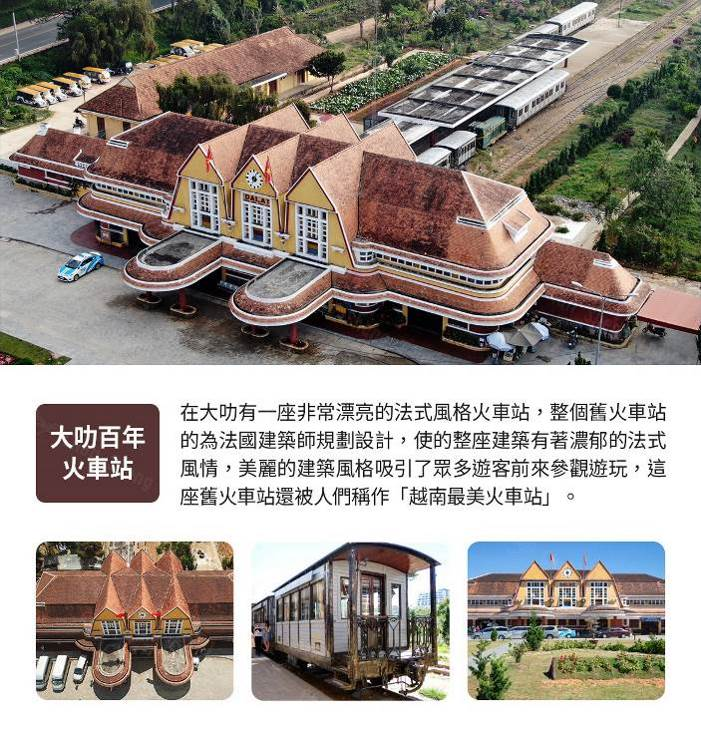 DALAT
大叻百年
火車站
在大叻有一座非常漂亮的法式風格火車站，整個舊火車站
的為法國建築師規劃設計，使的整座建築有著濃郁的法式
風情，美麗的建築風格吸引了眾多遊客前來參觀遊玩，這
座舊火車站還被人們稱作「越南最美火車站」。